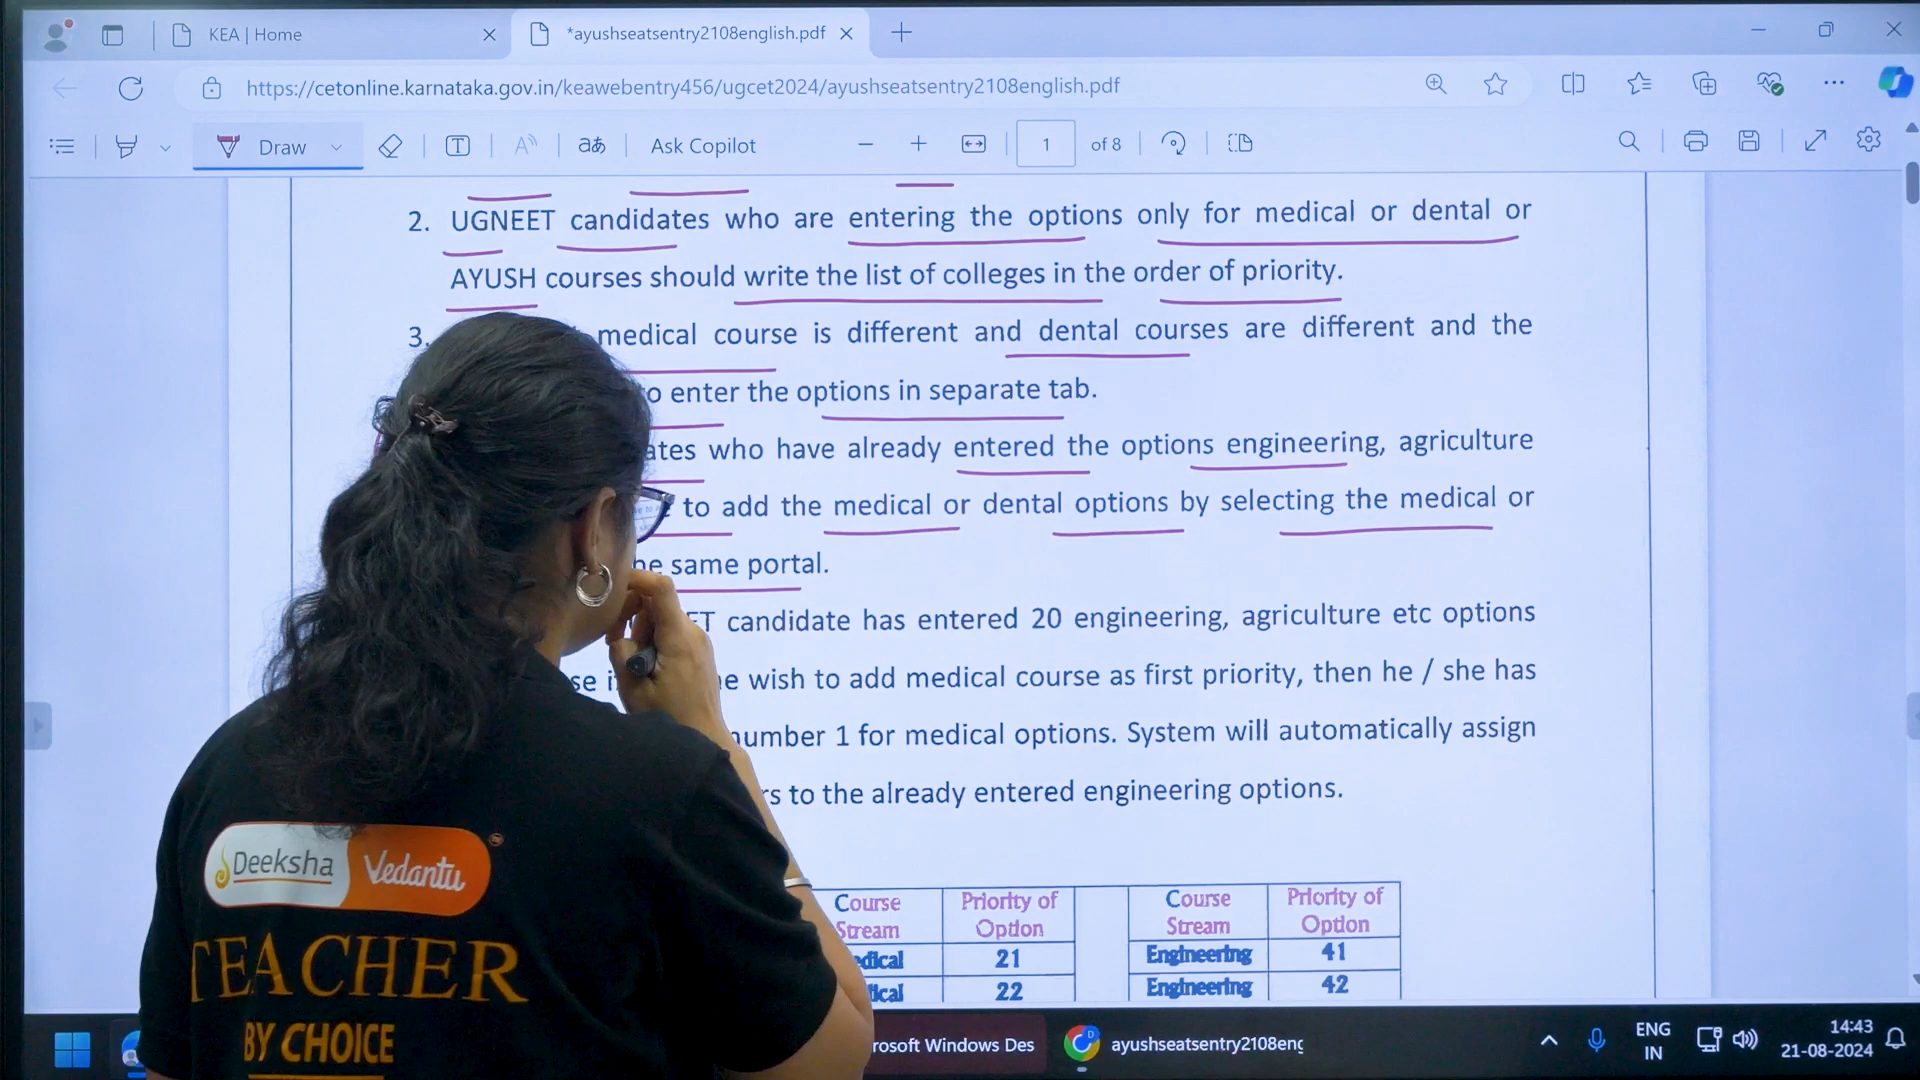 KEA | Home
*ayushseatsentry2108english.pdf
https://cetonline.karnataka.gov.in/keawebentry456/ugcet2024/ayushseatsentry2108english.pdf
Draw
T
aあ
Ask Copilot
1 of 8
2. UGNEET candidates who are entering the options only for medical or dental or
AYUSH courses should write the list of colleges in the order of priority.
3. medical course is different and dental courses are different and the
enter the options in separate tab.
who have already entered the options engineering, agriculture
to add the medical or dental options by selecting the medical or
same portal.
candidate has entered 20 engineering, agriculture etc options
wish to add medical course as first priority, then he / she has
number 1 for medical options. System will automatically assign
to the already entered engineering options.
Course Stream Priority of Option Course Stream Priority of Option
21 Engineering 41
22 Engineering 42
Deeksha Vedantu
TEACHER
BY CHOICE
rosoft Windows Des
ayushseatsentry2108eng
ENG
IN
14:43
21-08-2024